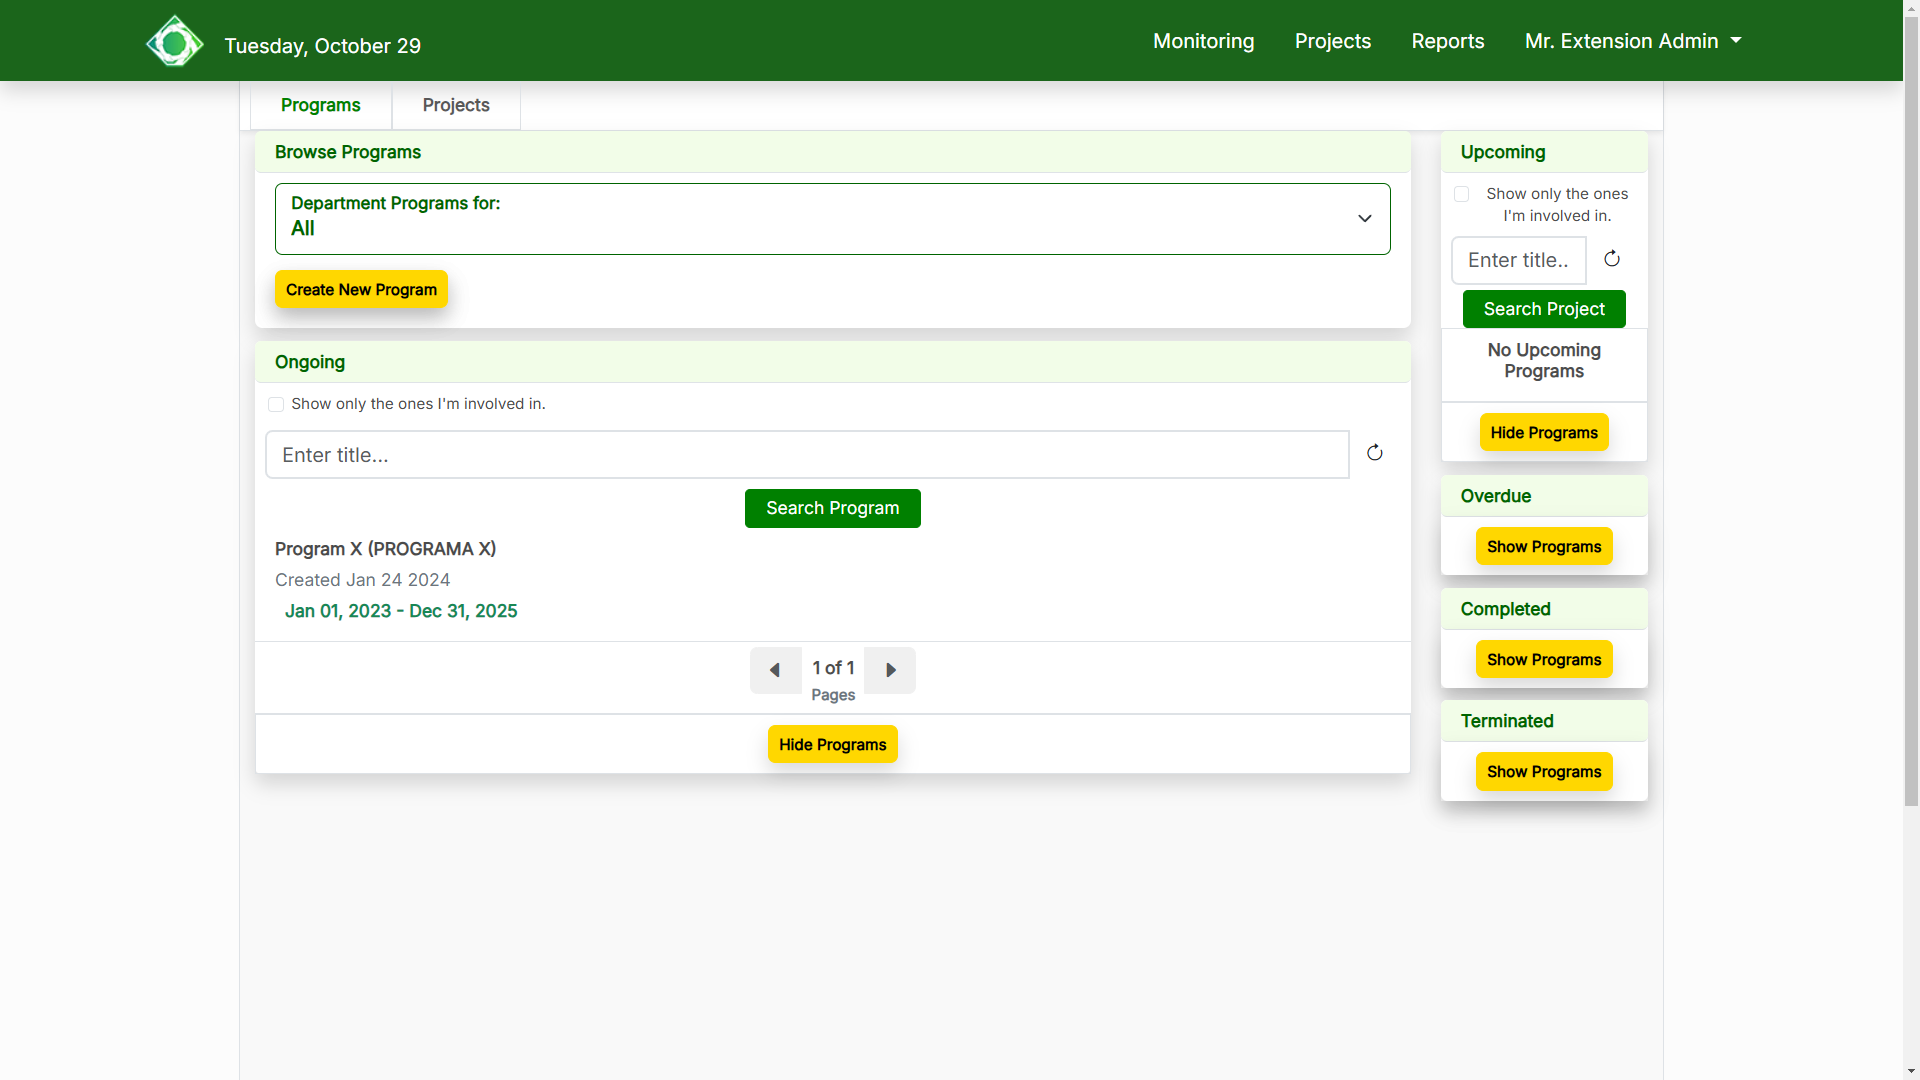 Tuesday, October 29
Monitoring
Projects
Reports
Mr. Extension Admin
Programs
Projects
Browse Programs
Department Programs for:
All
Create New Program
Ongoing
Show only the ones I'm involved in.
Enter title...
Search Program
Program X (PROGRAMA X)
Created Jan 24 2024
Jan 01, 2023 - Dec 31, 2025
1 of 1
Pages
Hide Programs
Upcoming
Show only the ones
I'm involved in.
Enter title..
Search Project
No Upcoming
Programs
Hide Programs
Overdue
Show Programs
Completed
Show Programs
Terminated
Show Programs